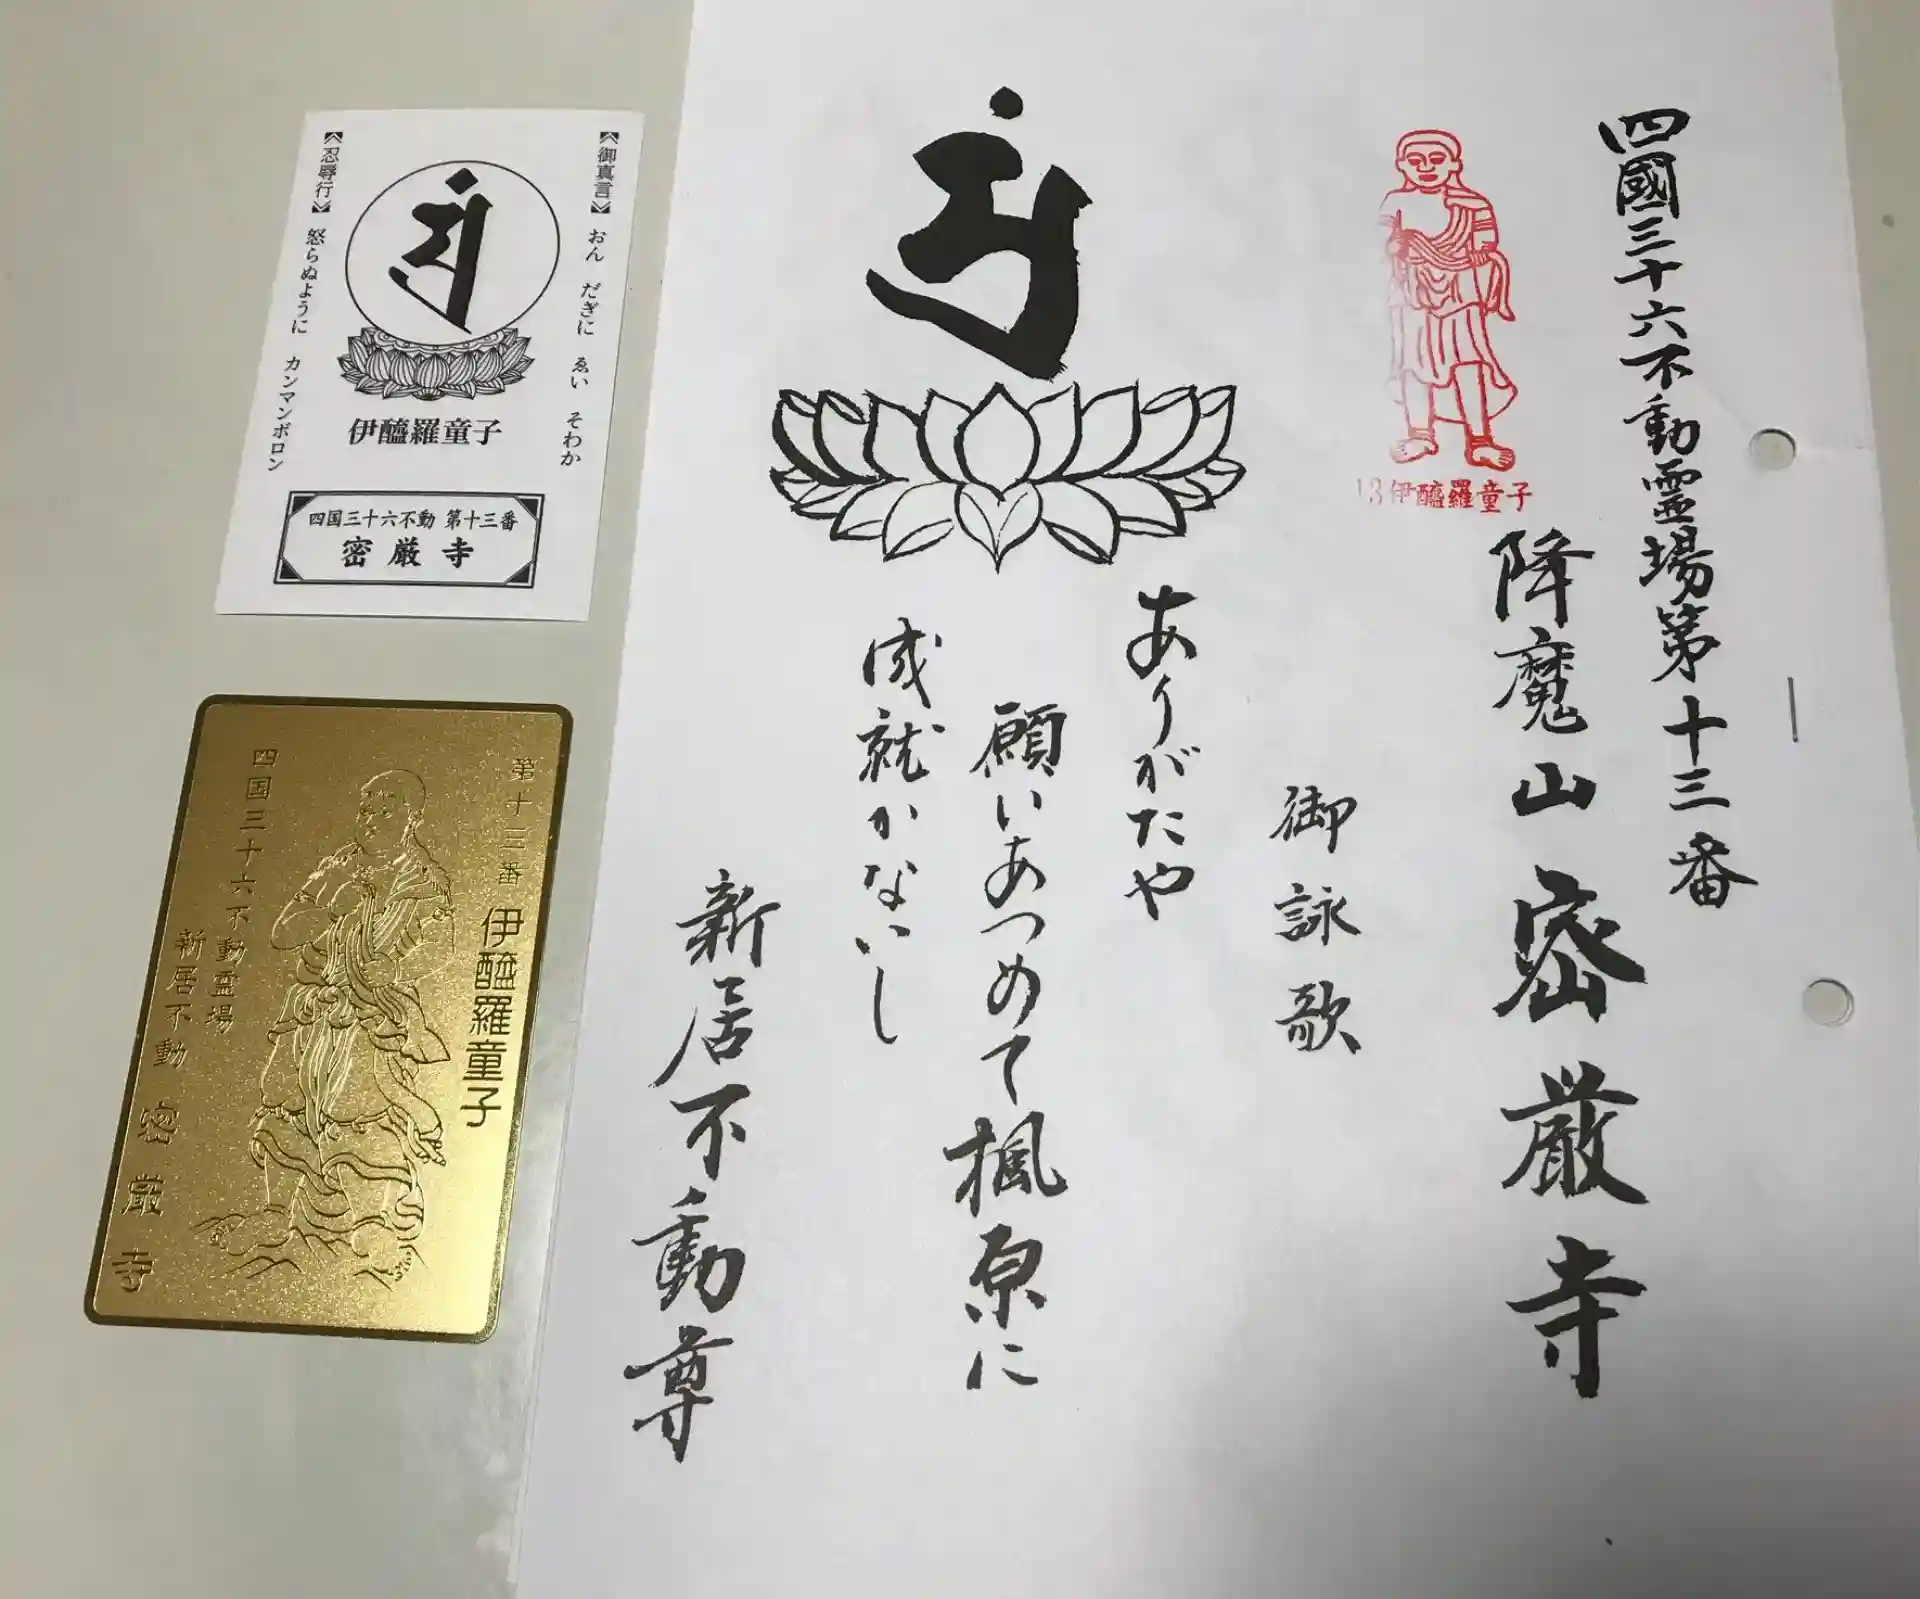 四國三十六不動霊場第十三番
降魔山密厳寺
13伊醯羅童子
御詠歌
ありがたや
願いあつめて楓原に
成就かないし
新居不動尊
《御真言》おん だぎに ゑい そわか
《忍辱行》怒らぬように カンマンボロン
伊醯羅童子
四国三十六不動 第十三番
密厳寺
第十三番 伊醯羅童子
四国三十六不動霊場
新居不動 密厳寺